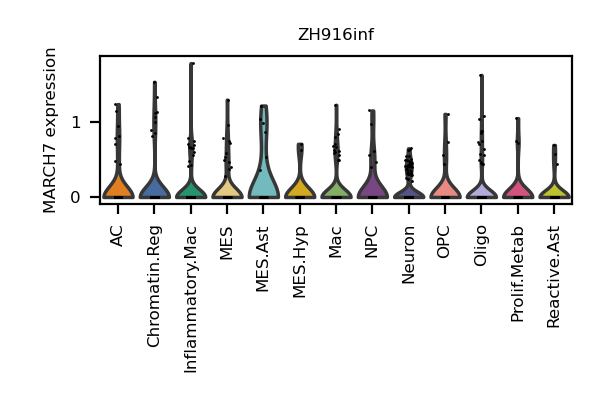 ZH916inf
MARCH7 expression
1
0
AC
Chromatin.Reg
Inflammatory.Mac
MES
MES.Ast
MES.Hyp
Mac
NPC
Neuron
OPC
Oligo
Prolif.Metab
Reactive.Ast